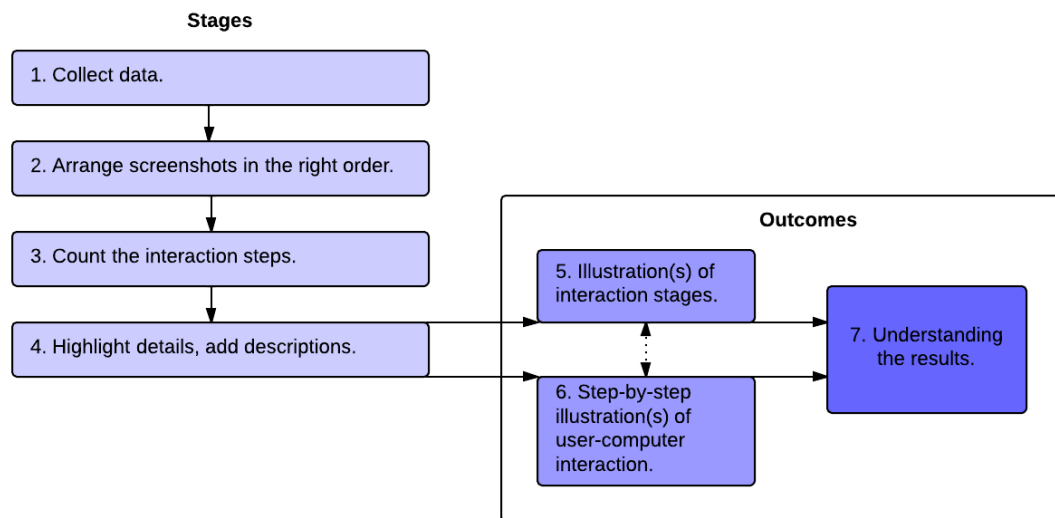 Stages
1. Collect data.
2. Arrange screenshots in the right order.
3. Count the interaction steps.
4. Highlight details, add descriptions.
Outcomes
5. Illustration(s) of
interaction stages.
6. Step-by-step
illustration(s) of
user-computer
interaction.
7. Understanding
the results.